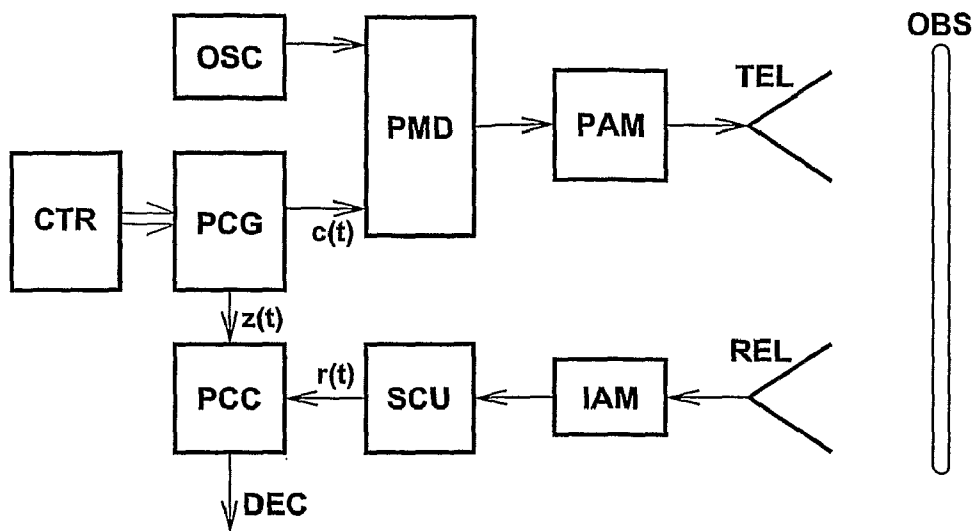 OBS
OSC
TEL
PMD
PAM
CTR
PCG
c(t)
z(t)
REL
r(t)
PCC
SCU
IAM
DEC